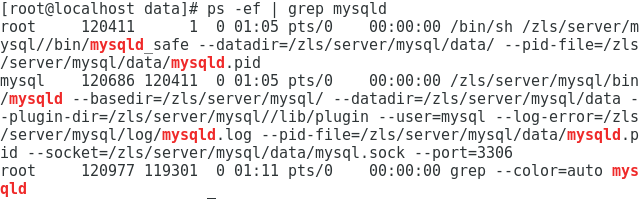 [root@localhost data]# ps -ef | grep mysqld
root     120411      1  0 01:05 pts/0    00:00:00 /bin/sh /zls/server/m
ysql//bin/mysqld_safe --datadir=/zls/server/mysql/data/ --pid-file=/zls
/server/mysql/data/mysqld.pid
mysql    120686 120411  0 01:05 pts/0    00:00:00 /zls/server/mysql/bin
/mysqld --basedir=/zls/server/mysql/ --datadir=/zls/server/mysql/data -
-plugin-dir=/zls/server/mysql//lib/plugin --user=mysql --log-error=/zls
/server/mysql/log/mysqld.log --pid-file=/zls/server/mysql/data/mysqld.p
id --socket=/zls/server/mysql/data/mysql.sock --port=3306
root     120977 119301  0 01:11 pts/0    00:00:00 grep --color=auto mys
qld